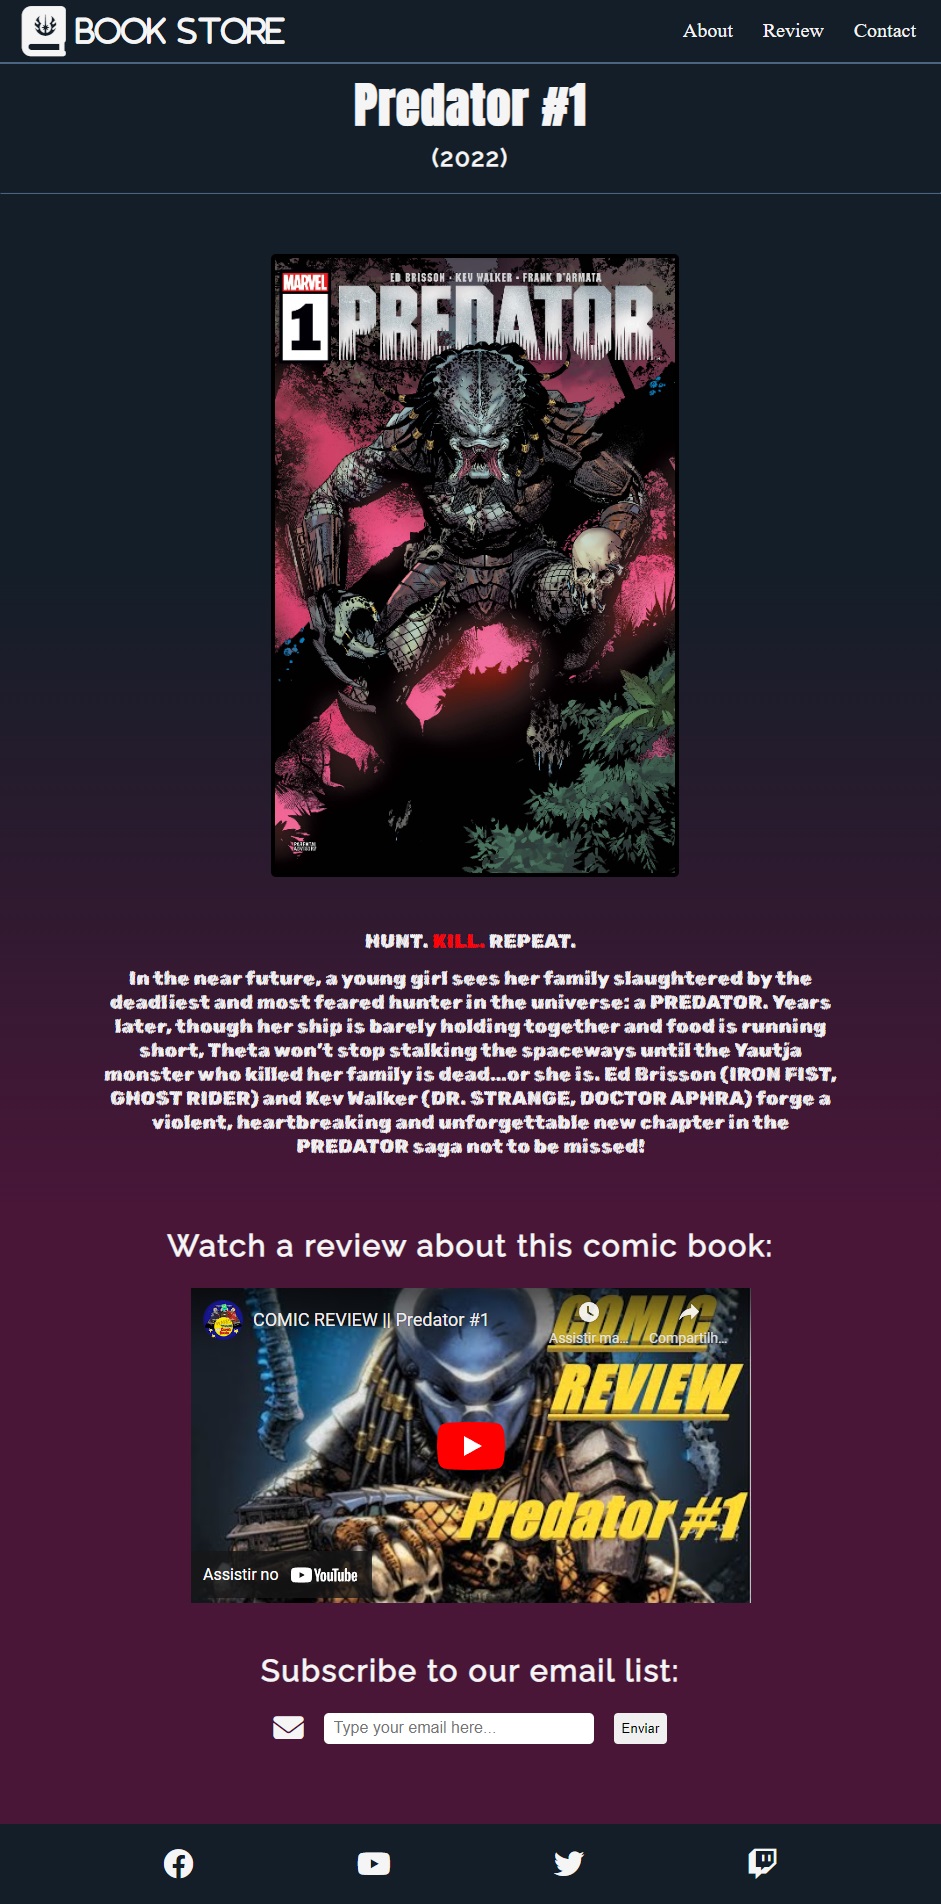 BOOK STORE
About Review Contact
Predator #1
(2022)
ED BRISSON · KEV WALKER · FRANK D'ARMATA
MARVEL
1
PREDATOR
PARENTAL
ADVISORY
HUNT. KILL. REPEAT.
In the near future, a young girl sees her family slaughtered by the
deadliest and most feared hunter in the universe: a PREDATOR. Years
later, though her ship is barely holding together and food is running
short, Theta won't stop stalking the spaceways until the Yautja
monster who killed her family is dead...or she is. Ed Brisson (IRON FIST,
GHOST RIDER) and Kev Walker (DR. STRANGE, DOCTOR APHRA) forge a
violent, heartbreaking and unforgettable new chapter in the
PREDATOR saga not to be missed!
Watch a review about this comic book:
COMIC REVIEW || Predator #1
Assistir ma...
Compartilh...
COMIC
REVIEW
Predator #1
Assistir no YouTube
Subscribe to our email list:
Type your email here...
Enviar